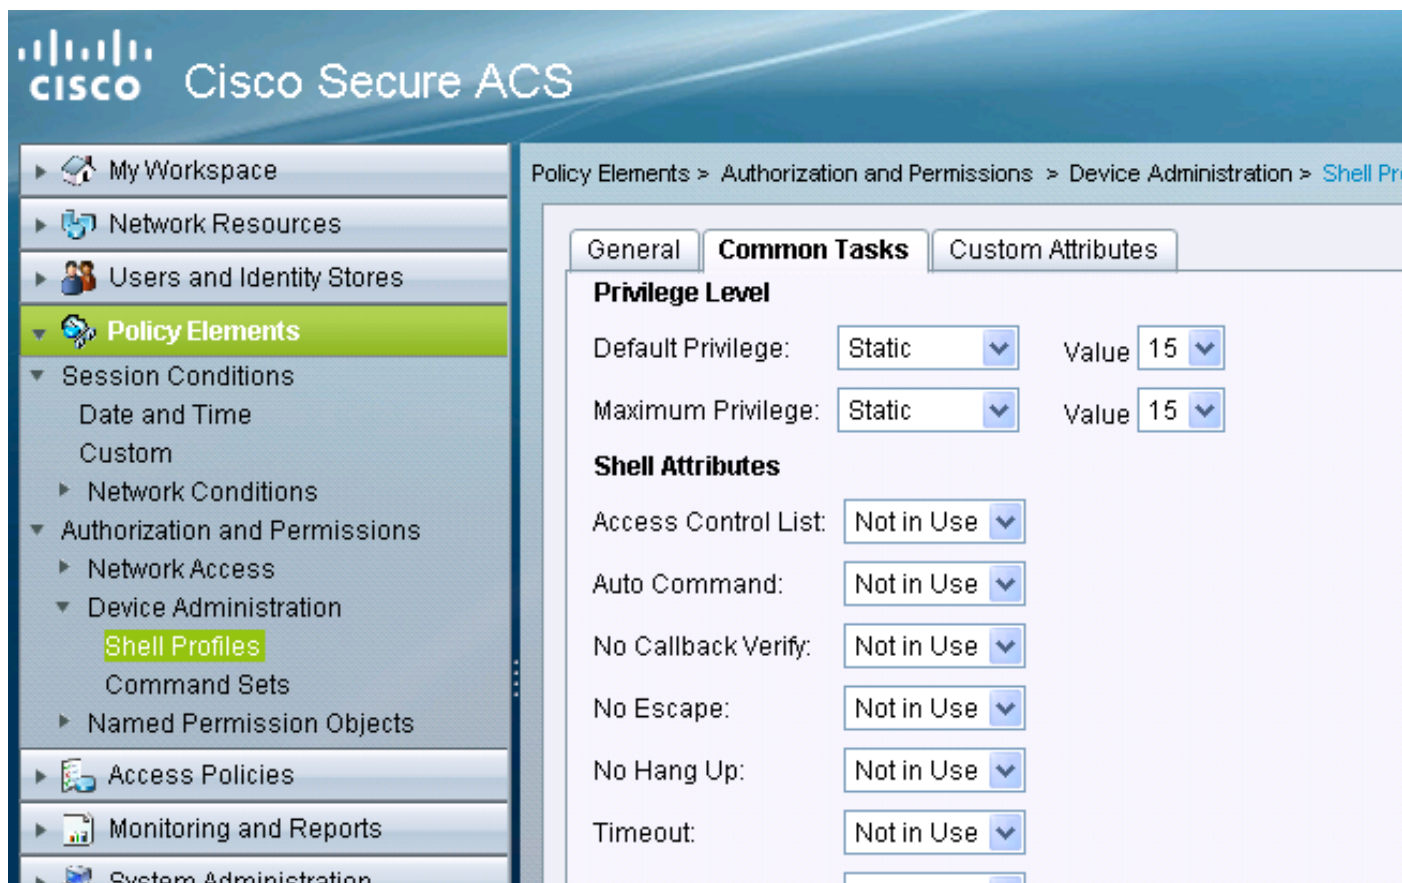 CISCO Cisco Secure ACS
My Workspace
Network Resources
Users and Identity Stores
Policy Elements
Session Conditions
Date and Time
Custom
Network Conditions
Authorization and Permissions
Network Access
Device Administration
Shell Profiles
Command Sets
Named Permission Objects
Access Policies
Monitoring and Reports
System Administration
Policy Elements > Authorization and Permissions > Device Administration > Shell Pr
General Common Tasks Custom Attributes
Privilege Level
Default Privilege: Static Value 15
Maximum Privilege: Static Value 15
Shell Attributes
Access Control List: Not in Use
Auto Command: Not in Use
No Callback Verify: Not in Use
No Escape: Not in Use
No Hang Up: Not in Use
Timeout: Not in Use